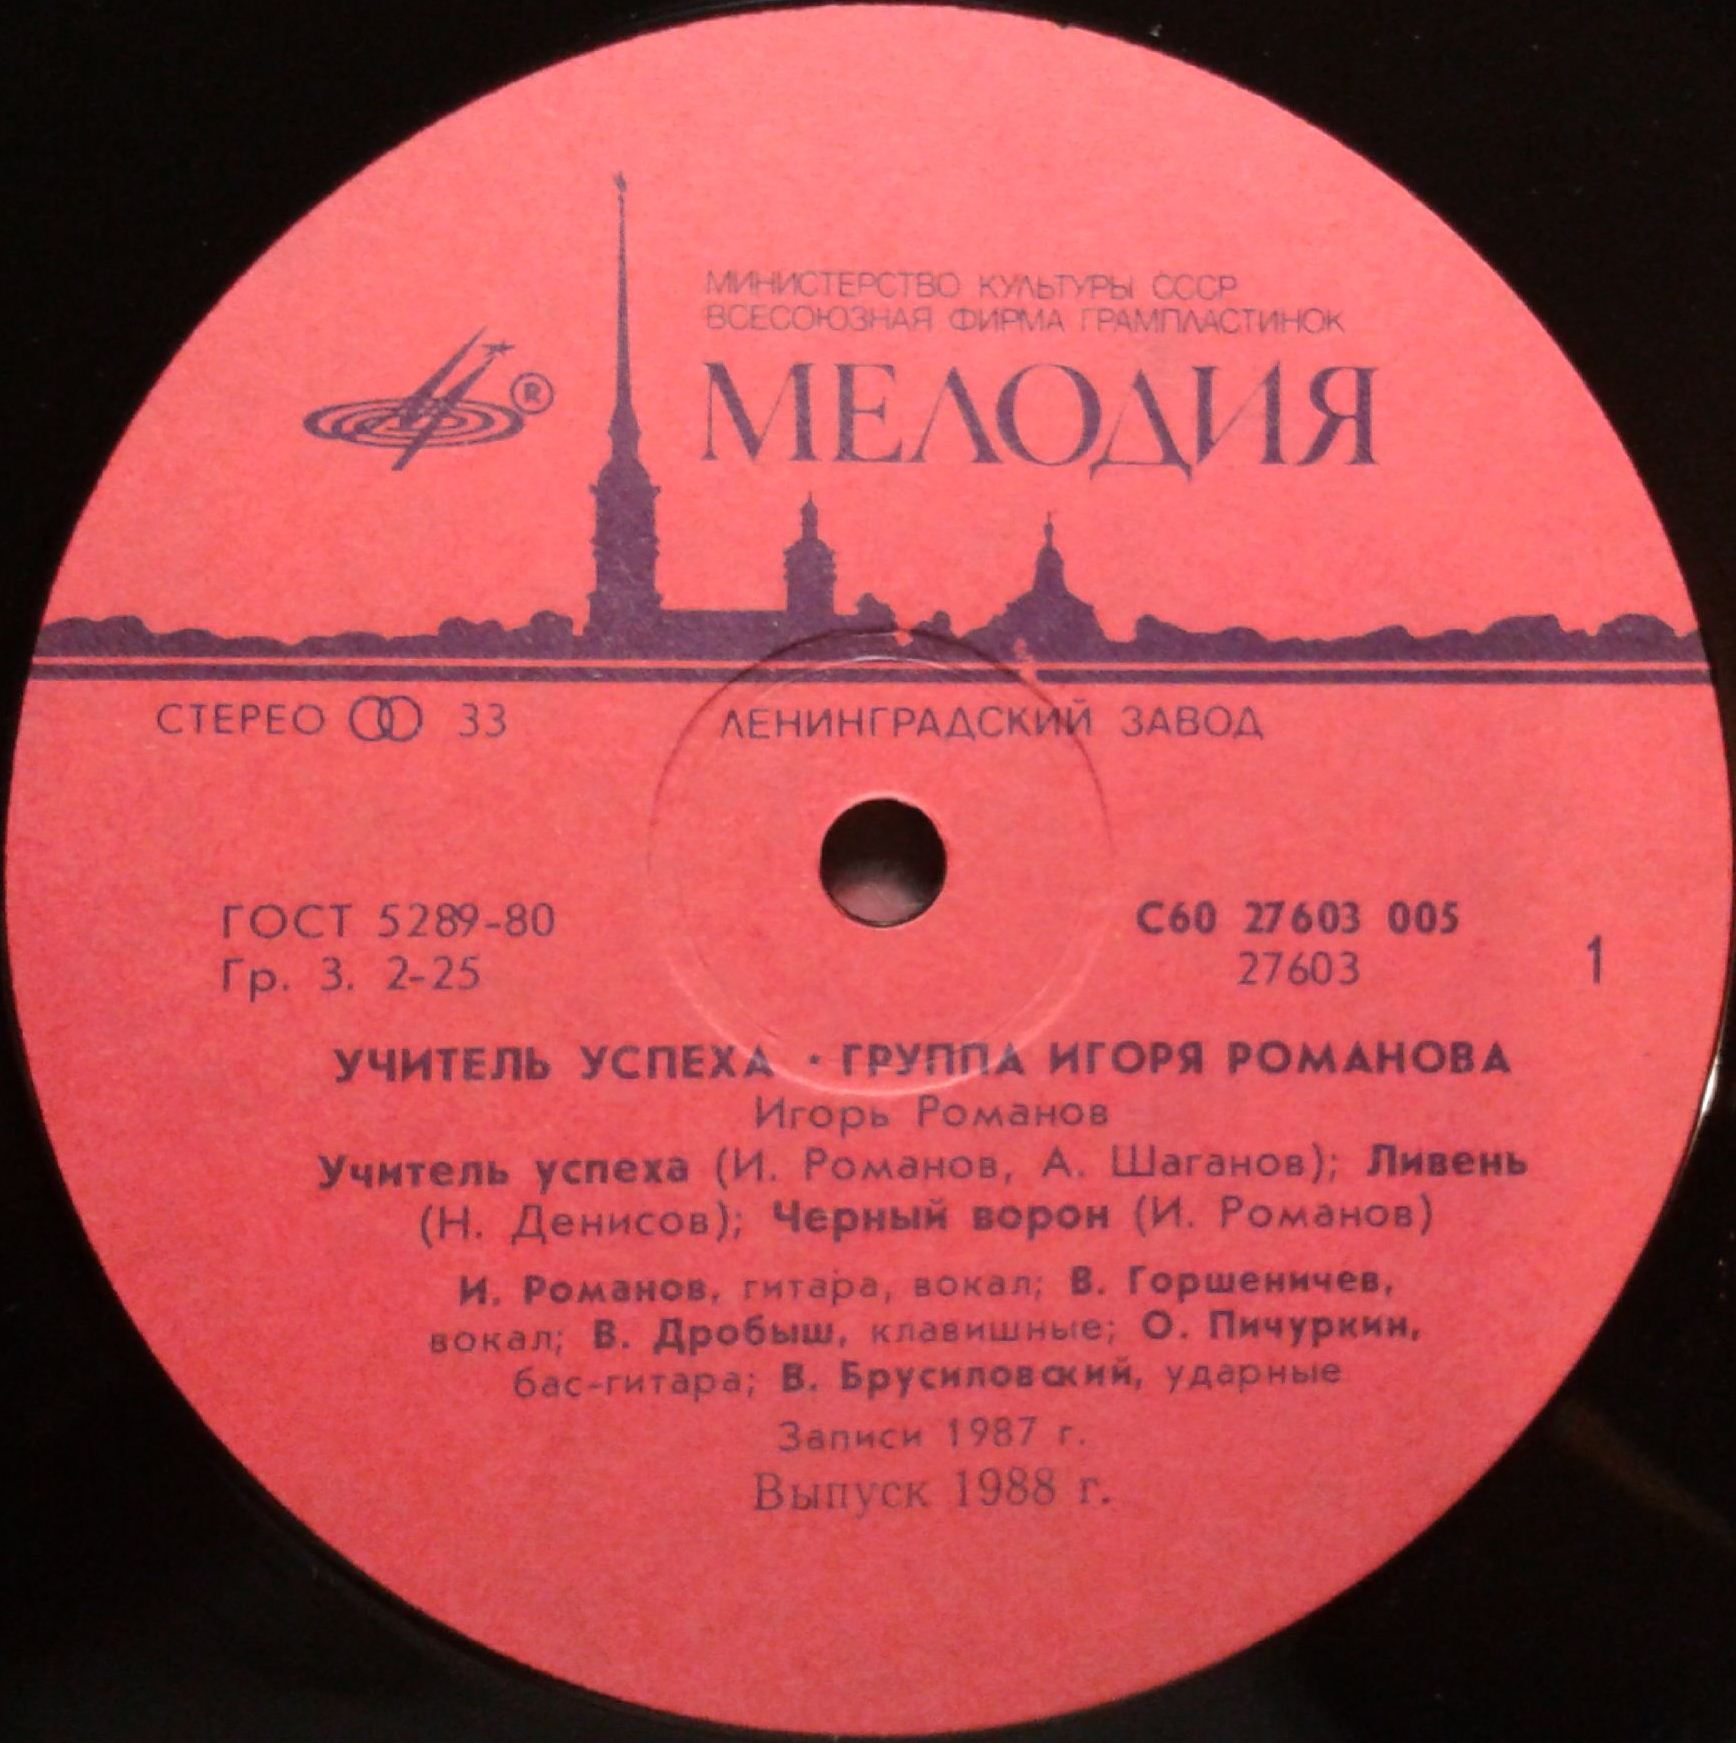 МИНИСТЕРСТВО КУЛЬТУРЫ СССР
ВСЕСОЮЗНАЯ ФИРМА ГРАМПЛАСТИНОК
®
МЕЛОДИЯ
СТЕРЕО 33
ЛЕНИНГРАДСКИЙ ЗАВОД
ГОСТ 5289-80
Гр. 3. 2-25
С60 27603 005
27603
1
УЧИТЕЛЬ УСПЕХА · ГРУППА ИГОРЯ РОМАНОВА
Игорь Романов
Учитель успеха (И. Романов, А. Шаганов); Ливень
(Н. Денисов); Черный ворон (И. Романов)
И. Романов, гитара, вокал; В. Горшеничев,
вокал; В. Дробыш, клавишные; О. Пичуркин,
бас-гитара; В. Брусиловский, ударные
Записи 1987 г.
Выпуск 1988 г.